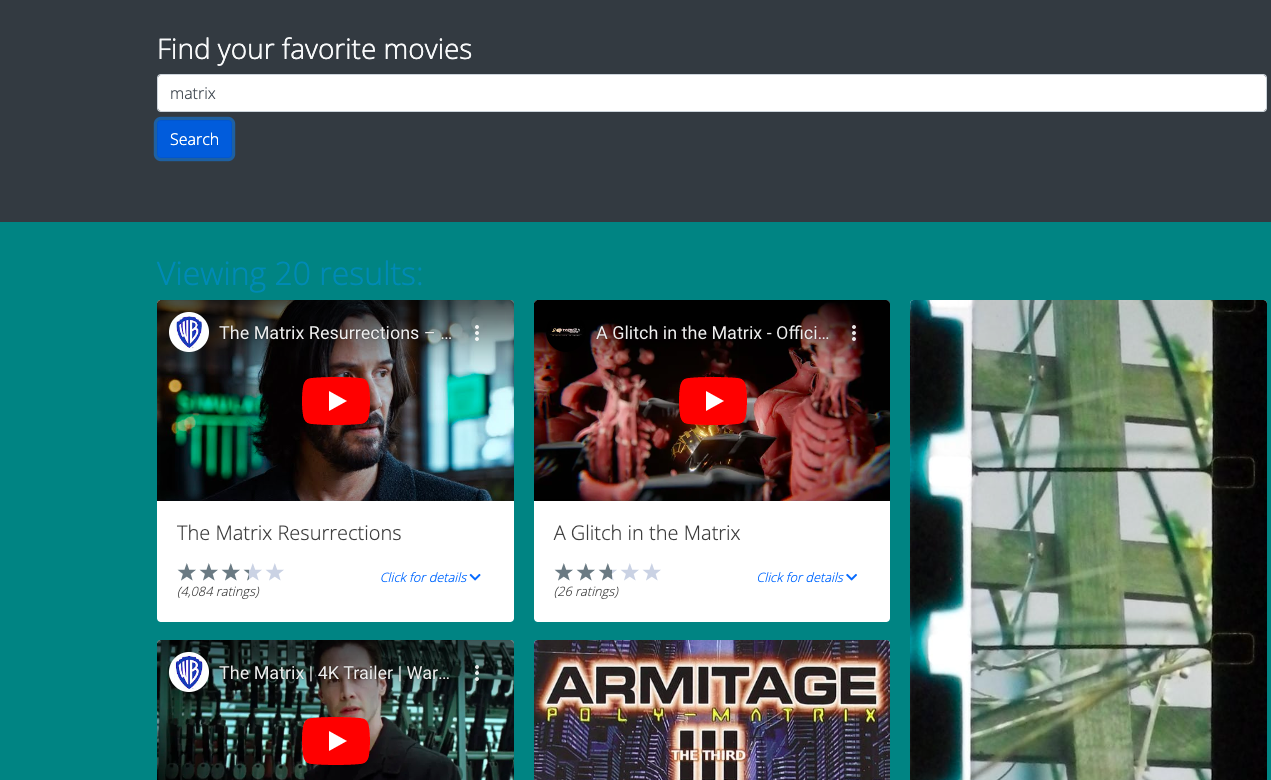 Find your favorite movies
matrix
Search
Viewing 20 results:
WB
The Matrix Resurrections – ...
A Glitch in the Matrix - Offici...
The Matrix Resurrections
(4,084 ratings)
Click for details
A Glitch in the Matrix
(26 ratings)
Click for details
WB
The Matrix | 4K Trailer | War...
ARMITAGE
POLY-MATRIX
III
THE THIRD